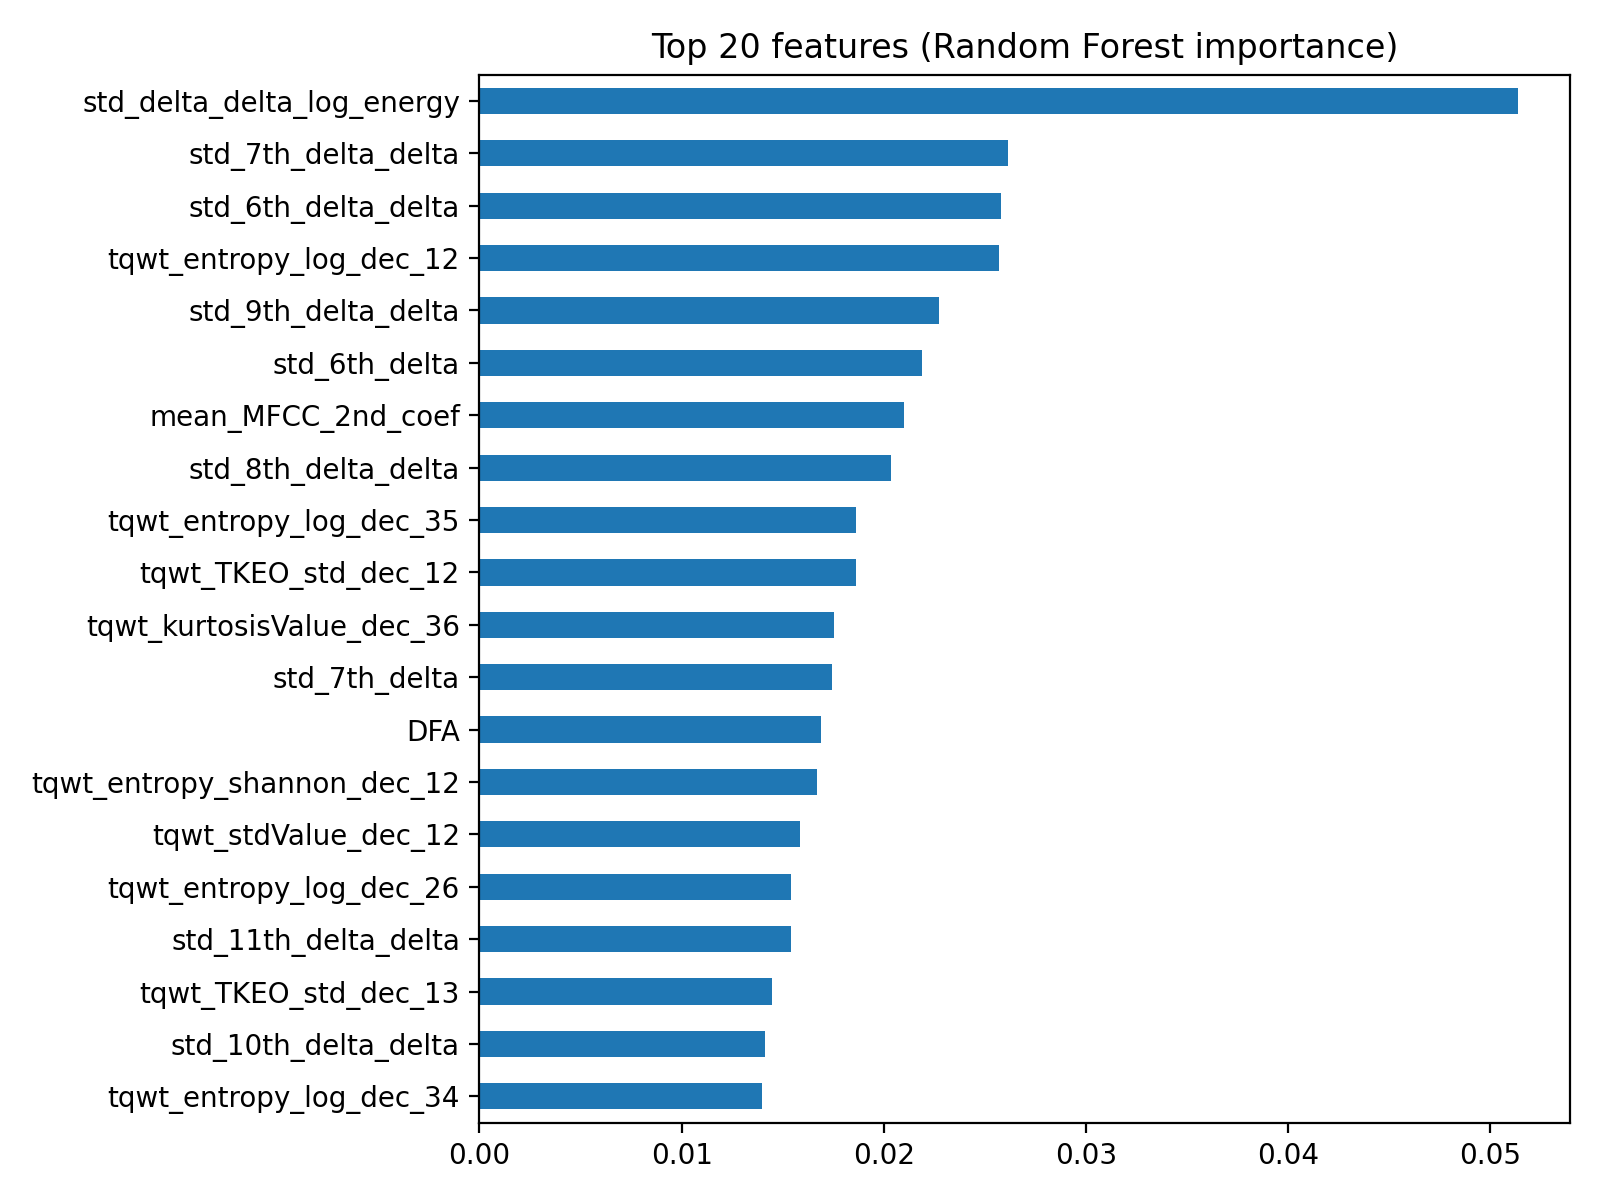 Top 20 features (Random Forest importance)
std_delta_delta_log_energy
std_7th_delta_delta
std_6th_delta_delta
tqwt_entropy_log_dec_12
std_9th_delta_delta
std_6th_delta
mean_MFCC_2nd_coef
std_8th_delta_delta
tqwt_entropy_log_dec_35
tqwt_TKEO_std_dec_12
tqwt_kurtosisValue_dec_36
std_7th_delta
DFA
tqwt_entropy_shannon_dec_12
tqwt_stdValue_dec_12
tqwt_entropy_log_dec_26
std_11th_delta_delta
tqwt_TKEO_std_dec_13
std_10th_delta_delta
tqwt_entropy_log_dec_34
0.00 0.01 0.02 0.03 0.04 0.05